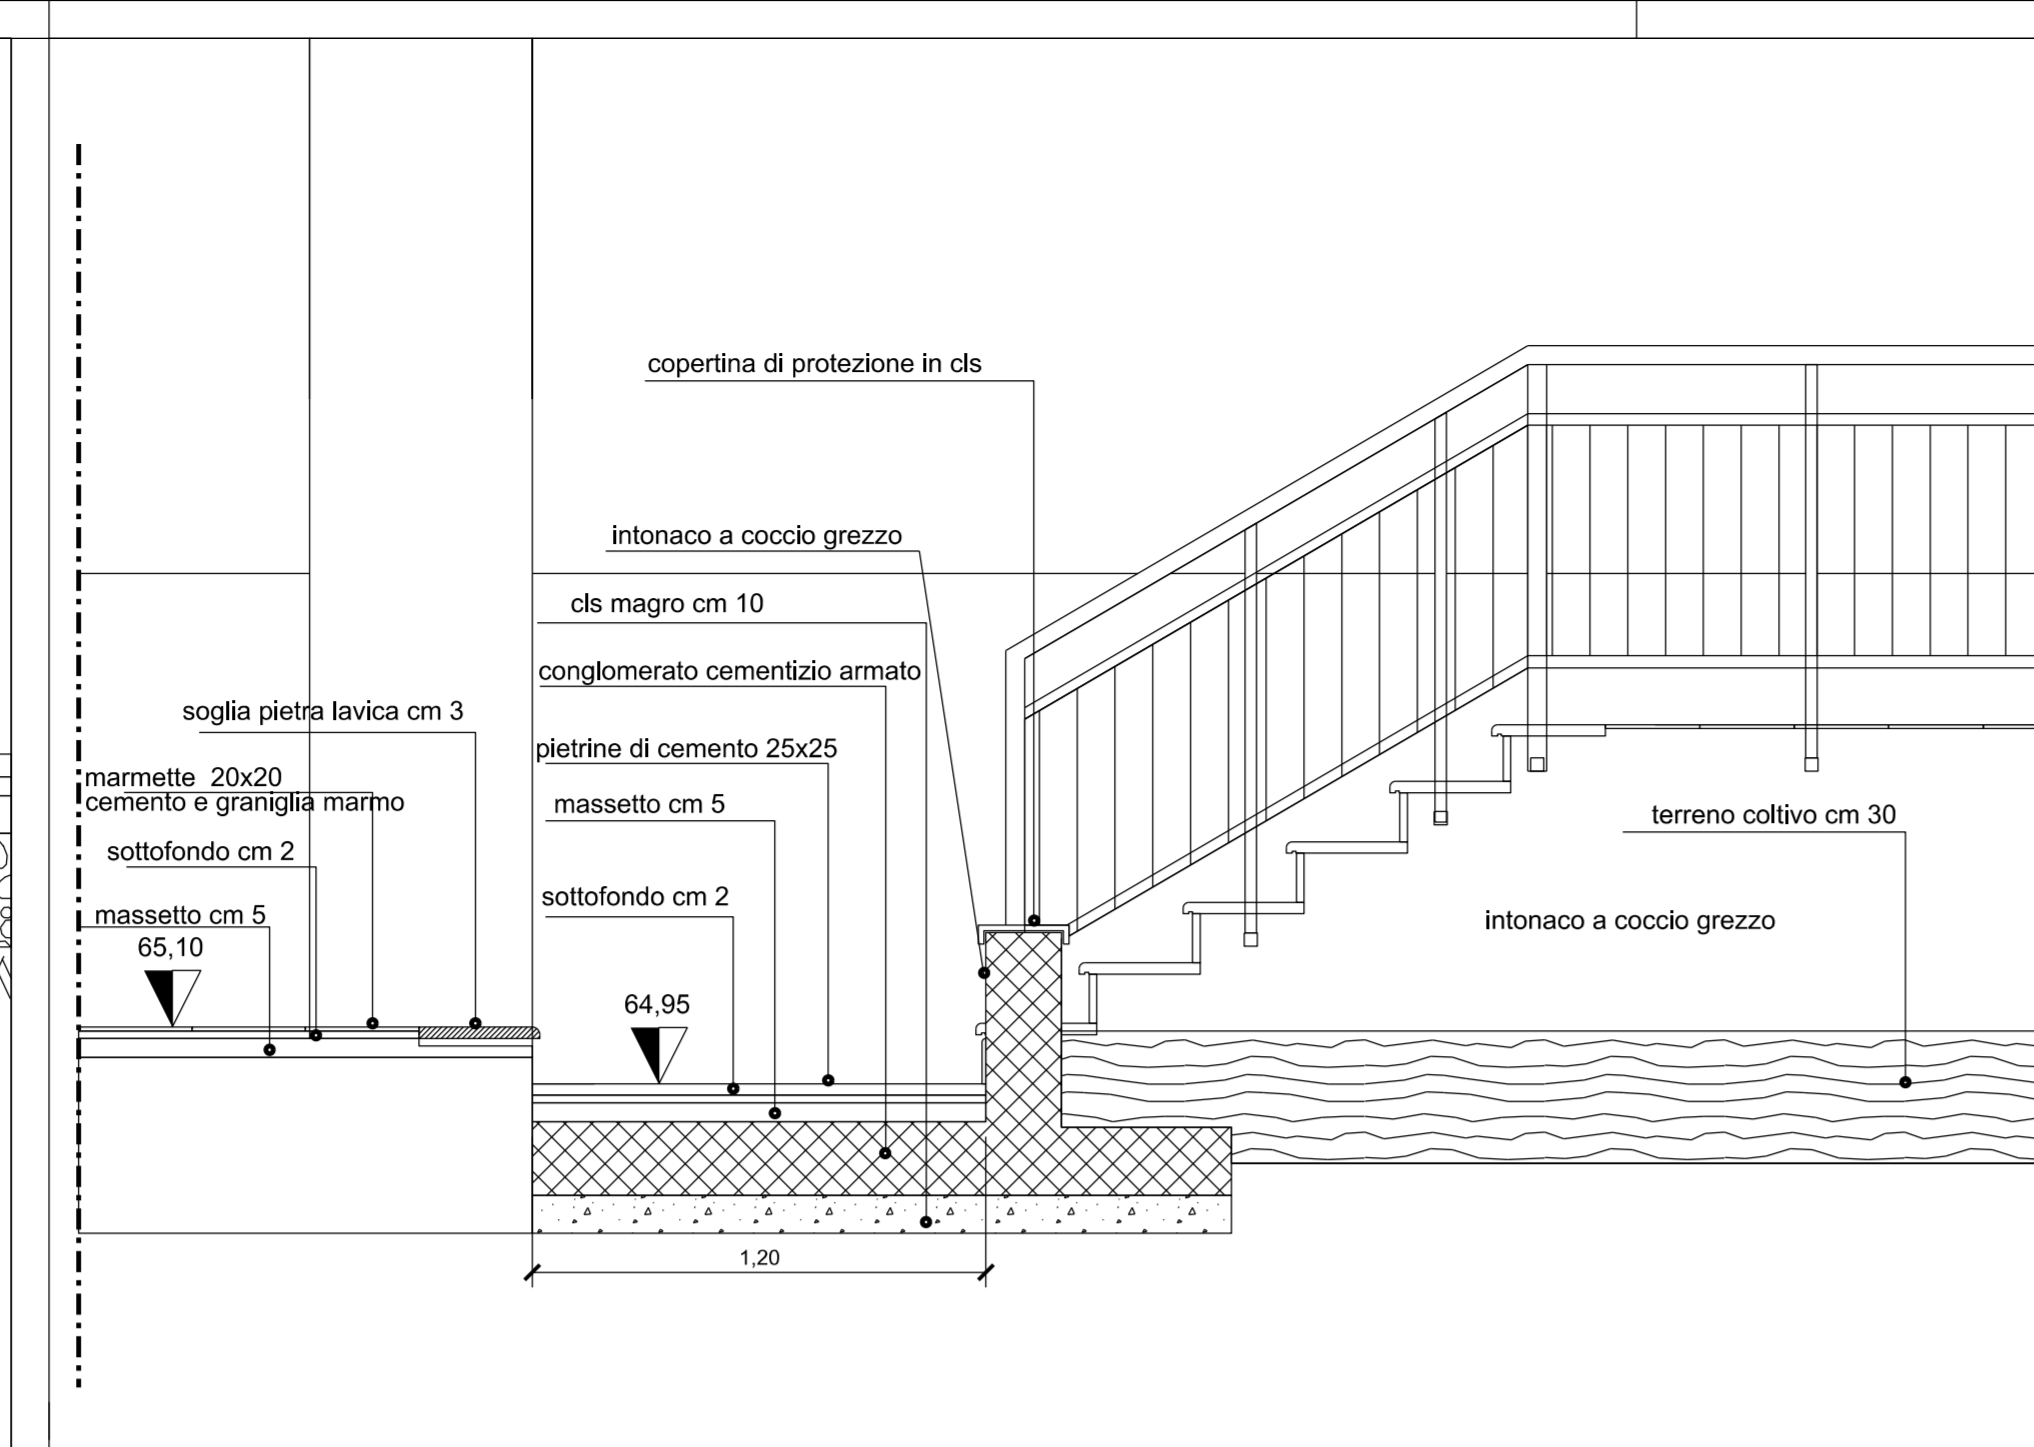 copertina di protezione in cls
intonaco a coccio grezzo
cls magro cm 10
conglomerato cementizio armato
soglia pietra lavica cm 3
pietrine di cemento 25x25
marmette 20x20
cemento e graniglia marmo
massetto cm 5
terreno coltivo cm 30
sottofondo cm 2
sottofondo cm 2
massetto cm 5
intonaco a coccio grezzo
65,10
64,95
1,20